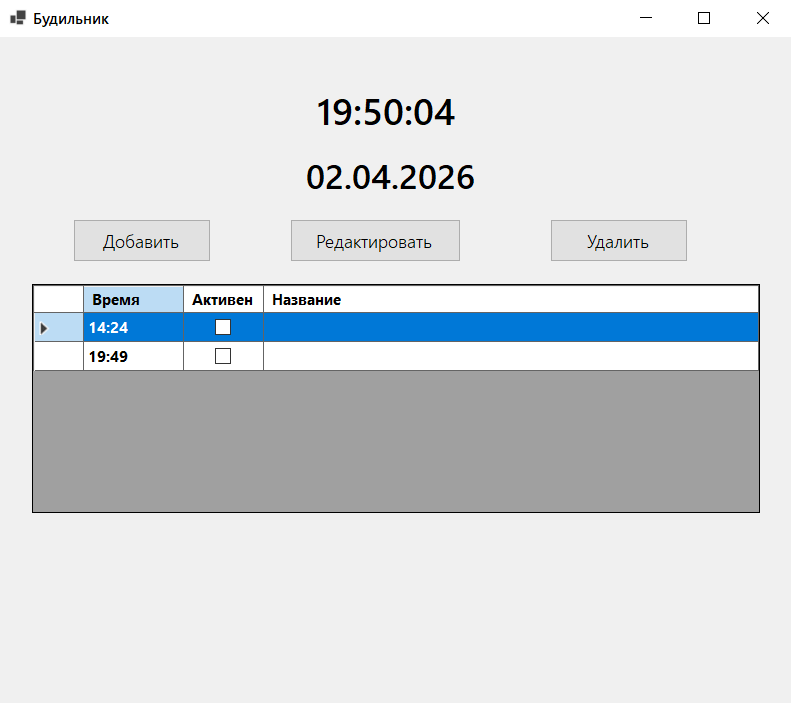 Будильник
19:50:04
02.04.2026
Добавить Редактировать Удалить
Время Активен Название
14:24
19:49